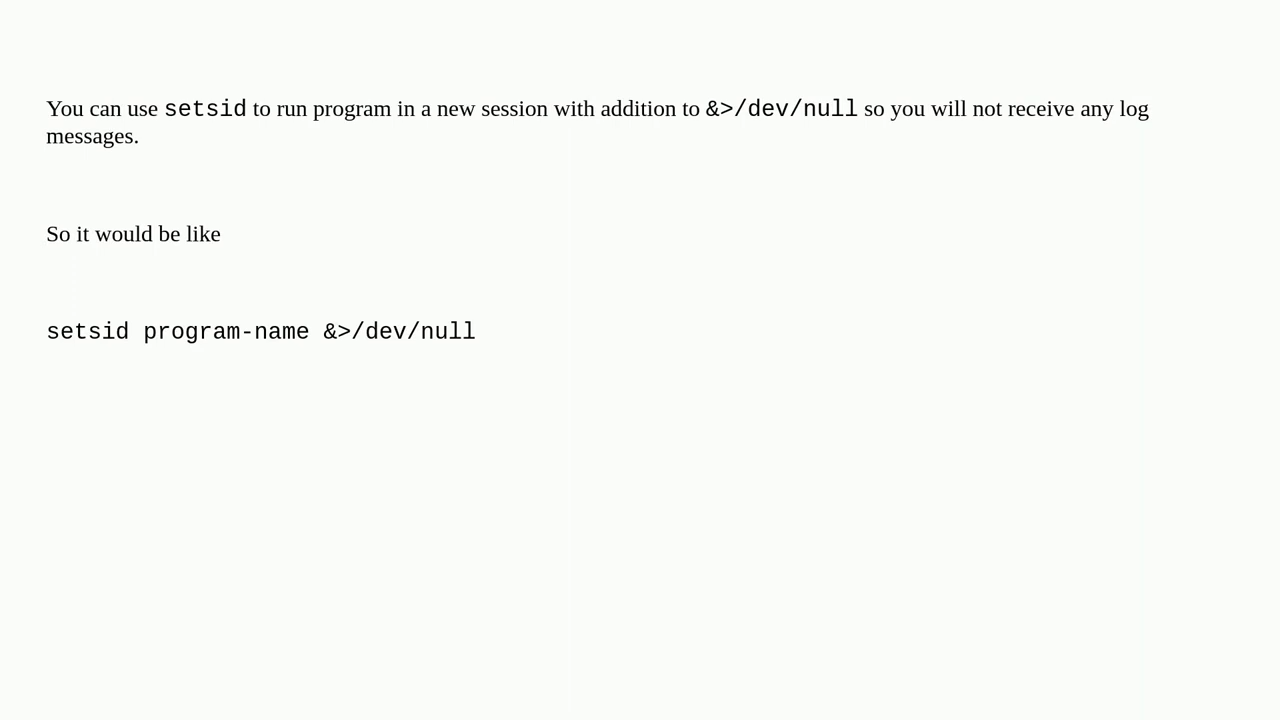 You can use setsid to run program in a new session with addition to &>/dev/null so you will not receive any log
messages.
So it would be like
setsid program-name &>/dev/null